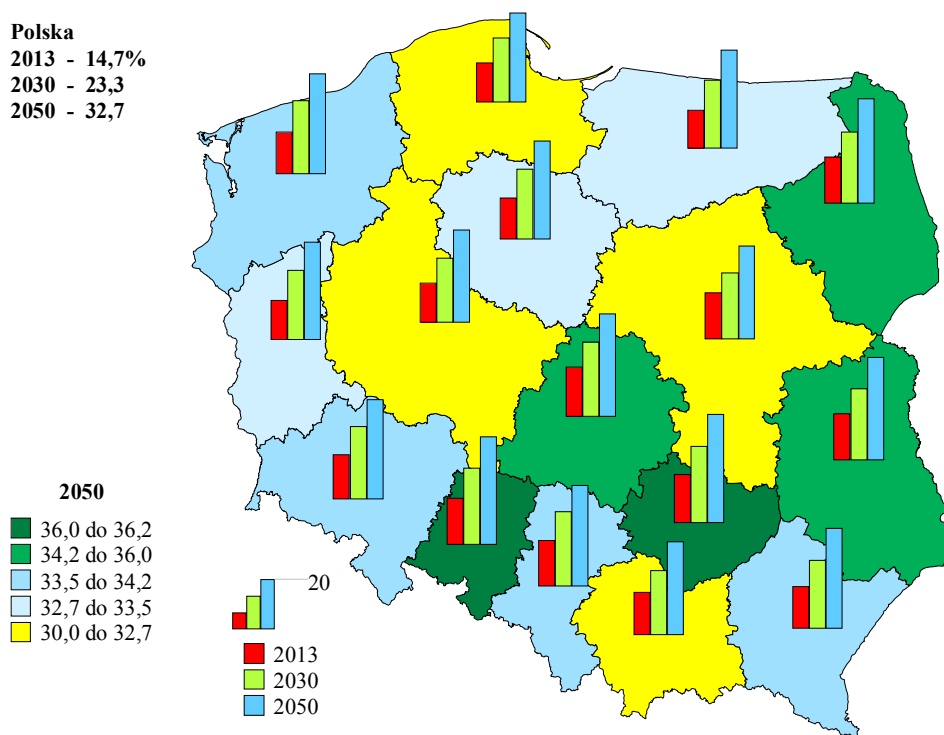 Polska
2013 - 14,7%
2030 - 23,3
2050 - 32,7
2050
36,0 do 36,2
34,2 do 36,0
33,5 do 34,2
32,7 do 33,5
30,0 do 32,7
20
2013
2030
2050